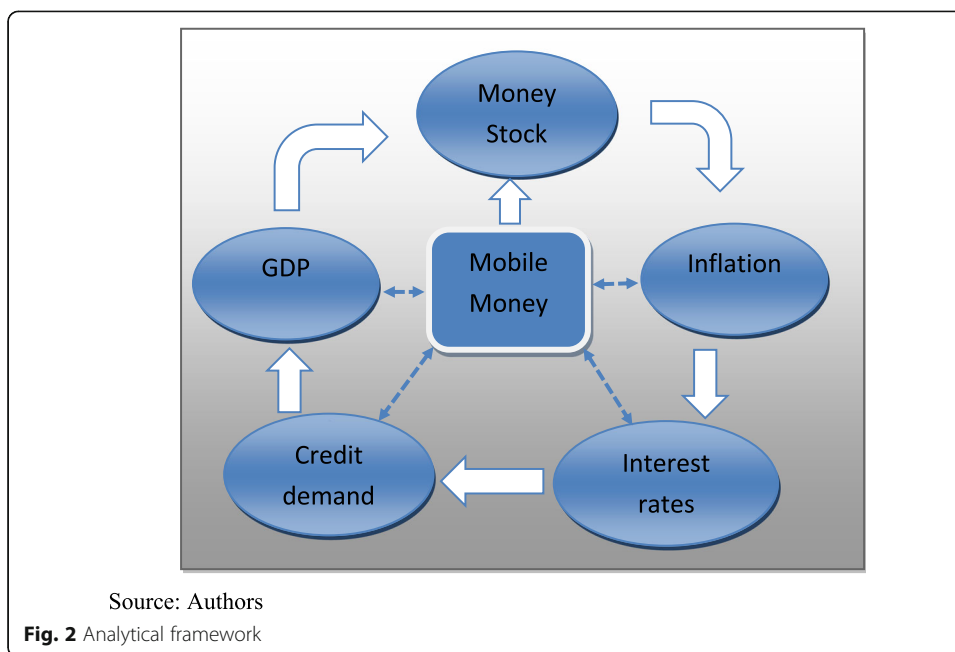 Money
Stock
GDP
Mobile
Money
Inflation
Credit
demand
Interest
rates
Source: Authors
Fig. 2 Analytical framework